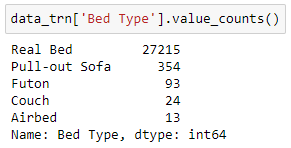 data_trn['Bed Type'].value_counts()
Real Bed 27215
Pull-out Sofa 354
Futon 93
Couch 24
Airbed 13
Name: Bed Type, dtype: int64